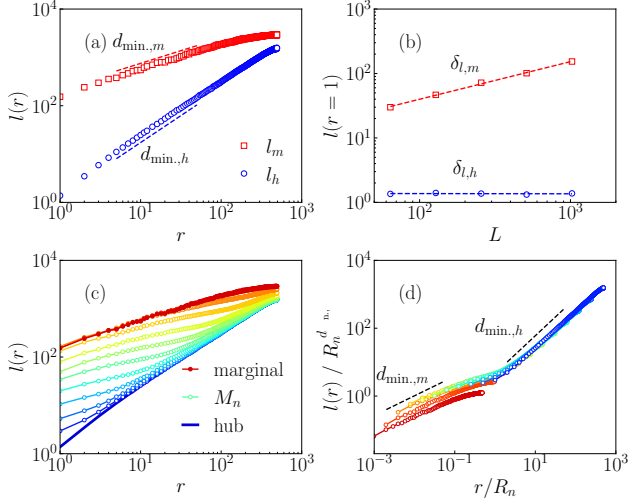 (a)
d_min.,m
d_min.,h
l_m
l_h
l(r)
10^4
10^2
10^0
10^0 10^1 10^2 10^3
r
(b)
δ_l,m
δ_l,h
l(r = 1)
10^2
10^1
10^0
10^2 10^3
L
(c)
marginal
M_n
hub
l(r)
10^4
10^2
10^0
10^0 10^1 10^2 10^3
r
(d)
d_min.,h
d_min.,m
l(r) / R_n^d
10^4
10^2
10^0
10^-3 10^-1 10^1 10^3
r/R_n